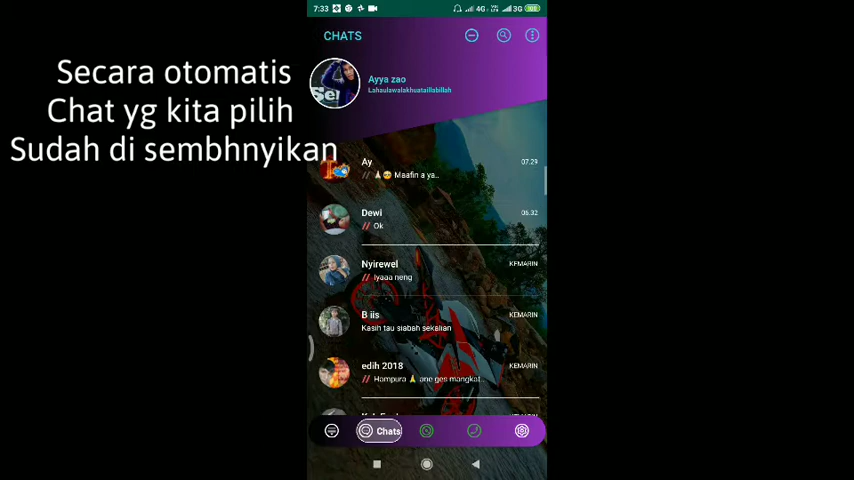 7:33
4G
3G
CHATS
Ayya zao
Lahaulawalakhuataillabillah
Secara otomatis
Chat yg kita pilih
Sudah di sembhnyikan
Ay
07.29
// 🙏🏻🥺 Maafin a ya..
Dewi
06.32
// Ok
Nyirewel
KEMARIN
// Iyaaa neng
B iis
KEMARIN
Kasih tau siabah sekalian
edih 2018
KEMARIN
// Hampura 🙏 ane ges mangkat..
Chats